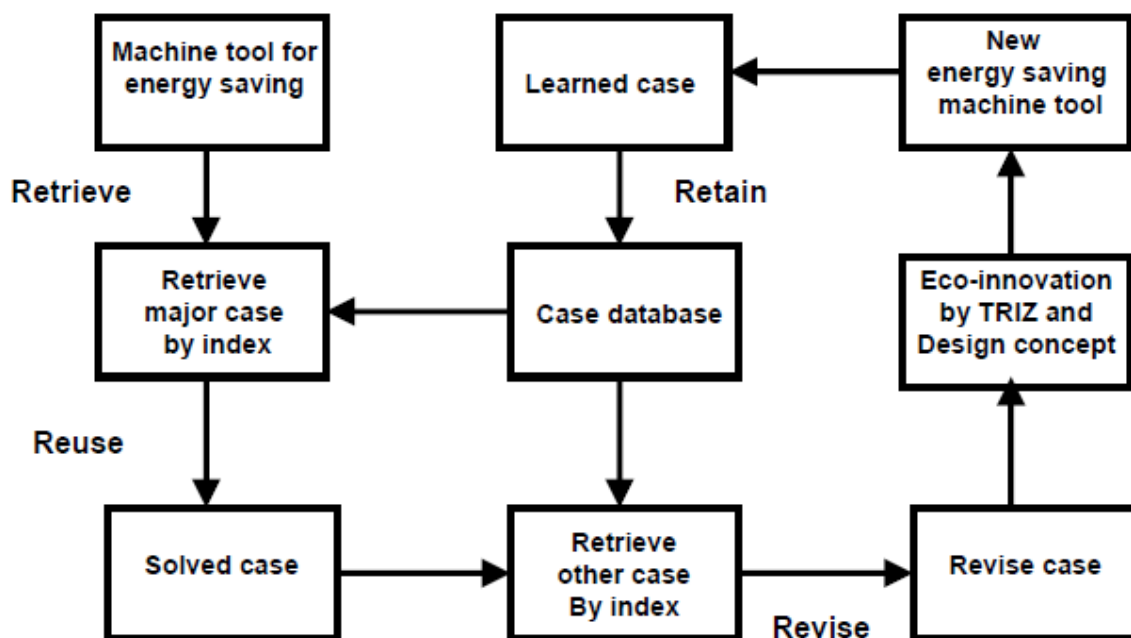 Machine tool for
energy saving
Learned case
New
energy saving
machine tool
Retrieve
Retain
Retrieve
major case
by index
Case database
Eco-innovation
by TRIZ and
Design concept
Reuse
Solved case
Retrieve
other case
By index
Revise case
Revise